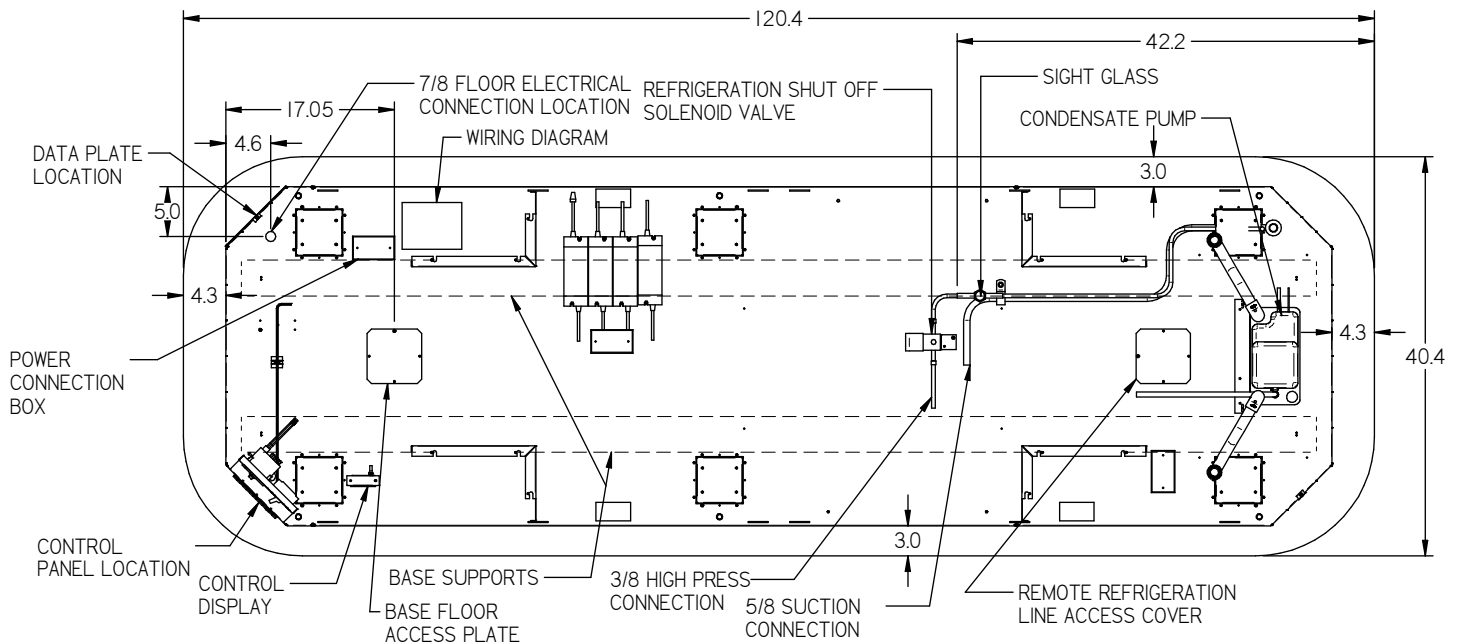 120.4
42.2
7/8 FLOOR ELECTRICAL
CONNECTION LOCATION
REFRIGERATION SHUT OFF
SOLENOID VALVE
SIGHT GLASS
17.05
WIRING DIAGRAM
CONDENSATE PUMP
4.6
DATA PLATE
LOCATION
3.0
5.0
4.3
4.3
40.4
POWER
CONNECTION
BOX
3.0
CONTROL
PANEL LOCATION
CONTROL
DISPLAY
BASE SUPPORTS
BASE FLOOR
ACCESS PLATE
3/8 HIGH PRESS
CONNECTION
5/8 SUCTION
CONNECTION
REMOTE REFRIGERATION
LINE ACCESS COVER